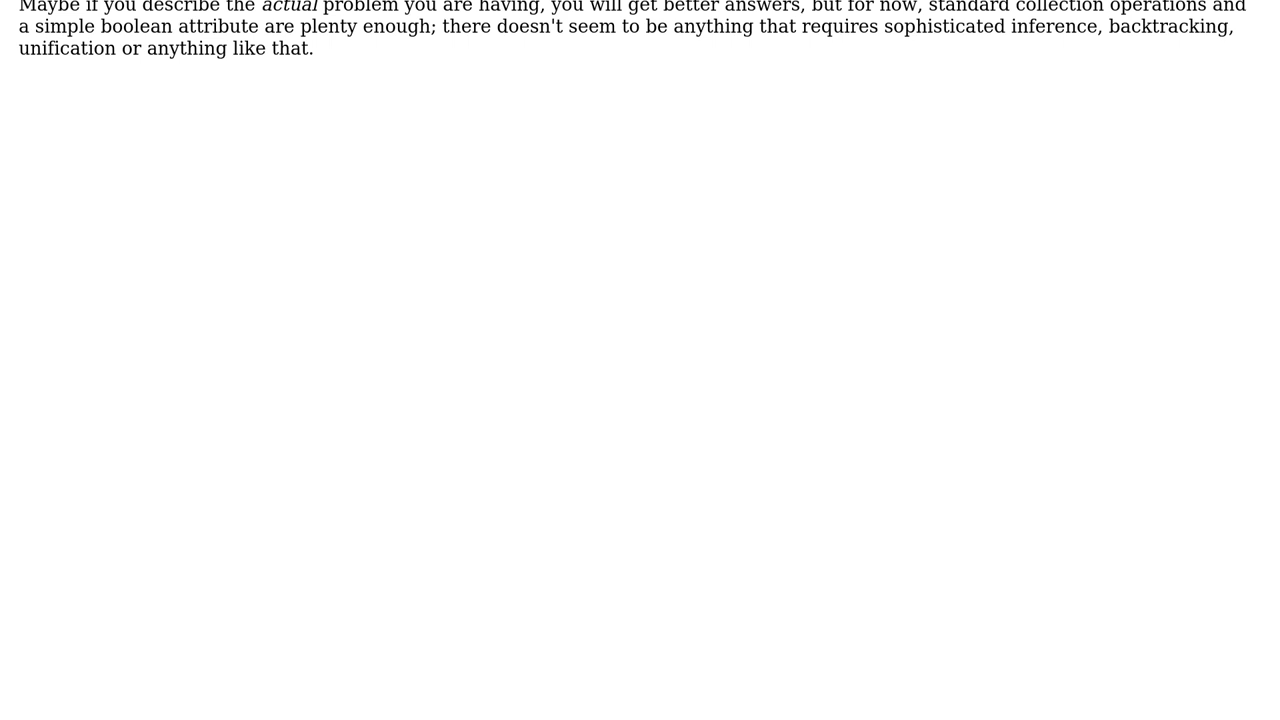 Maybe if you describe the actual problem you are having, you will get better answers, but for now, standard collection operations and
a simple boolean attribute are plenty enough; there doesn't seem to be anything that requires sophisticated inference, backtracking,
unification or anything like that.